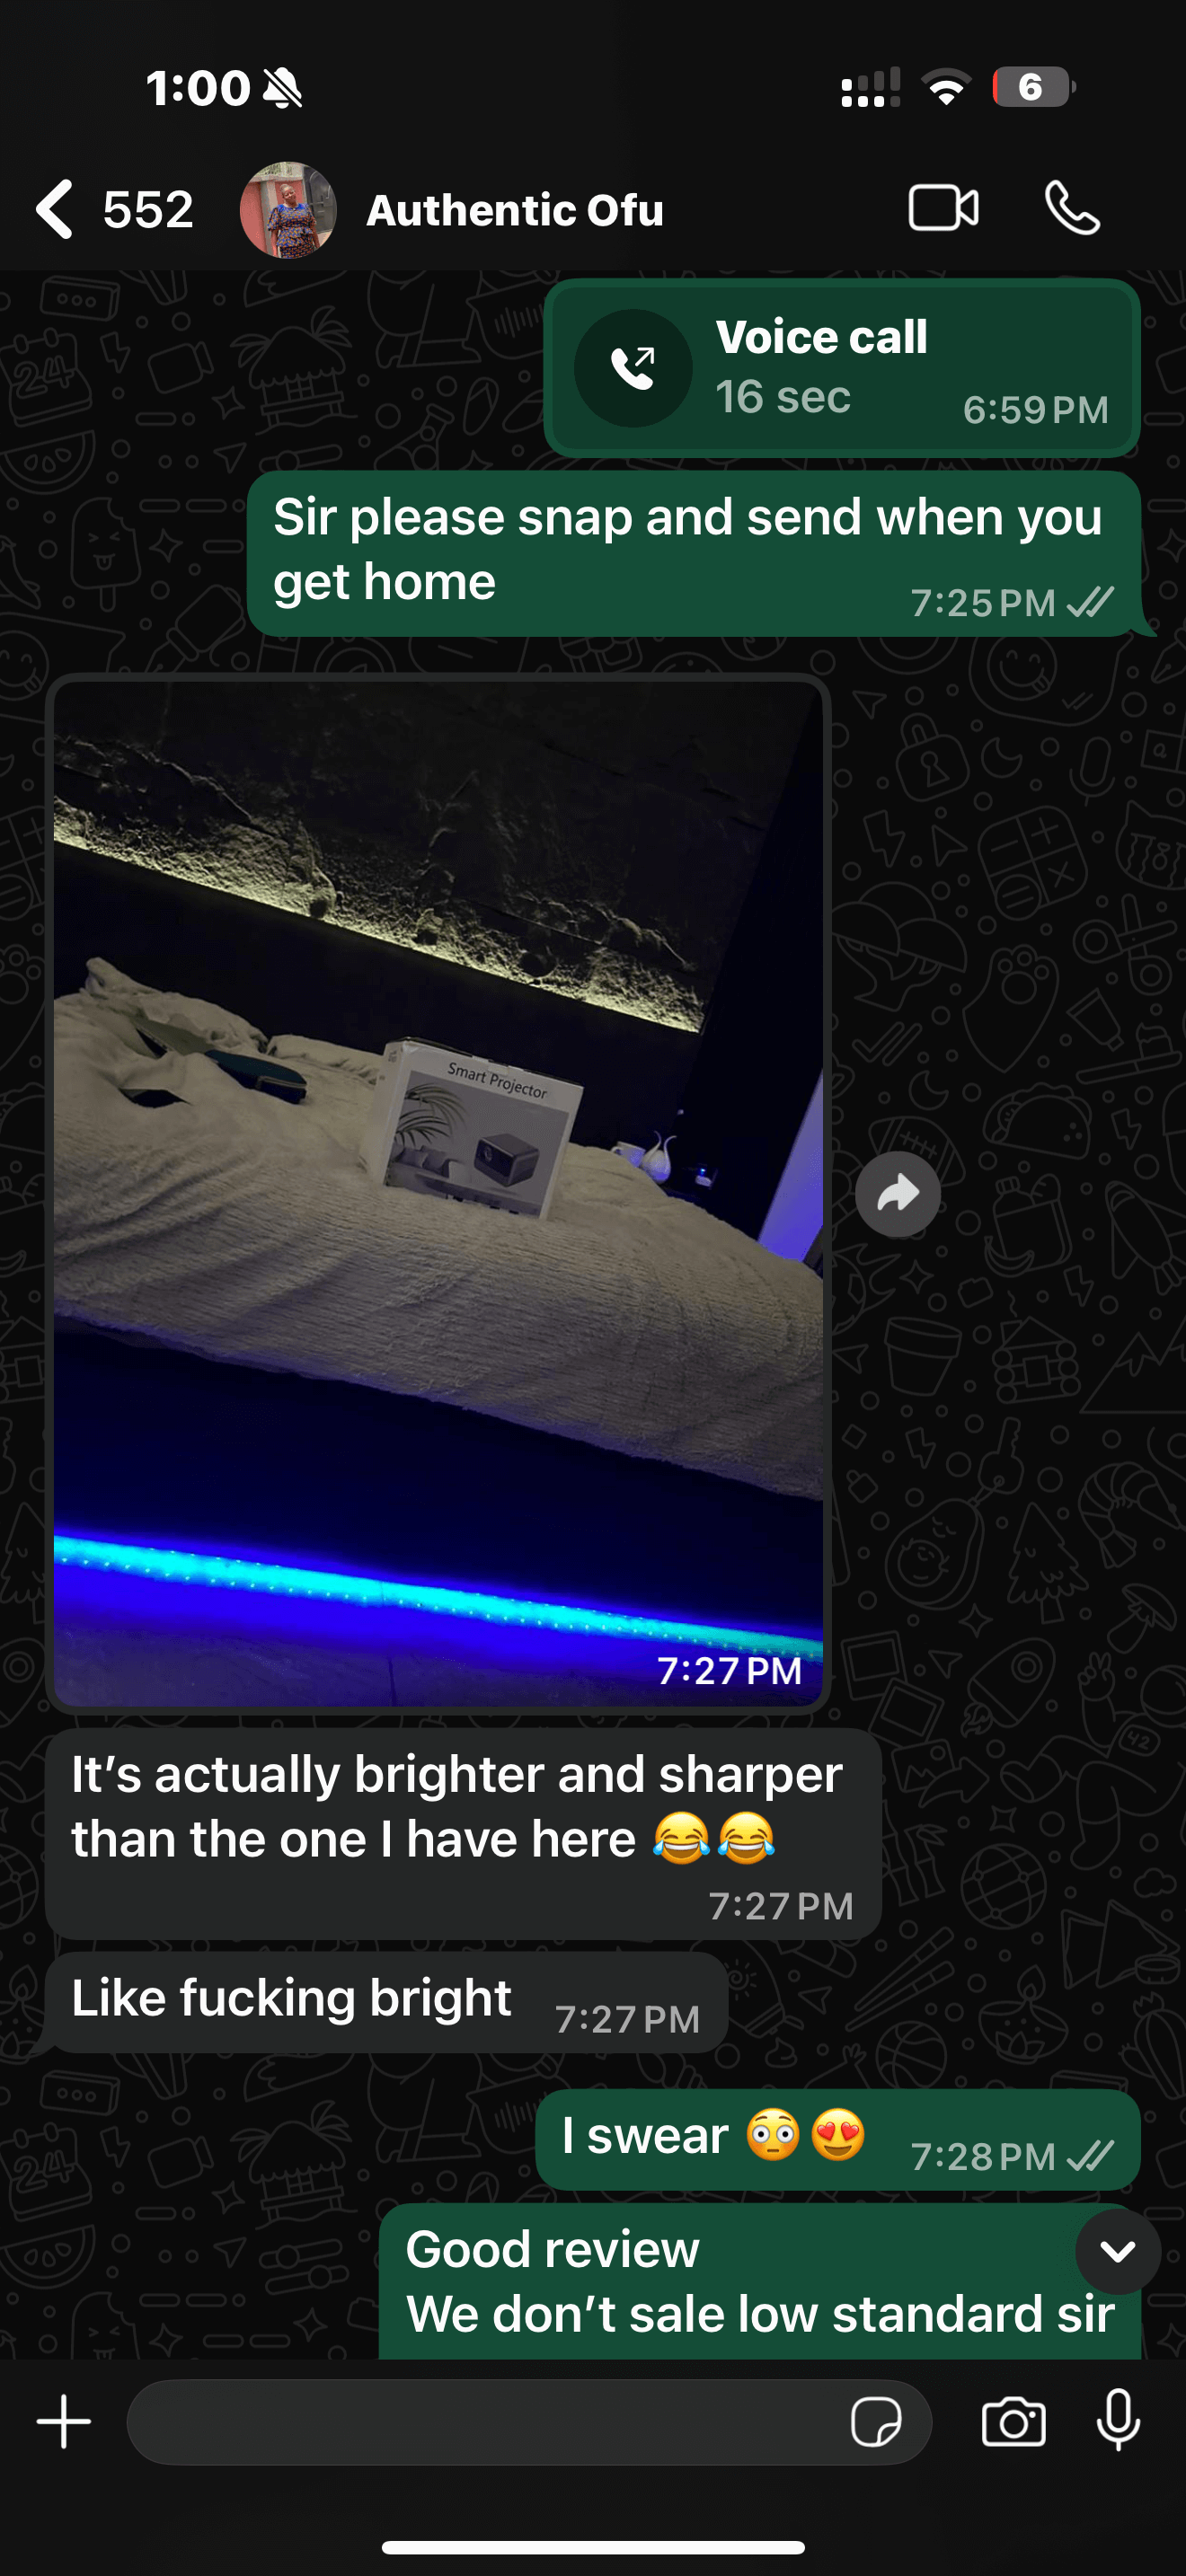 1:00
6
552
Authentic Ofu
Voice call
16 sec
6:59 PM
Sir please snap and send when you
get home
7:25 PM
Smart Projector
7:27 PM
It’s actually brighter and sharper
than the one I have here 😂😂
7:27 PM
Like fucking bright
7:27 PM
I swear 😳😍
7:28 PM
Good review
We don’t sale low standard sir